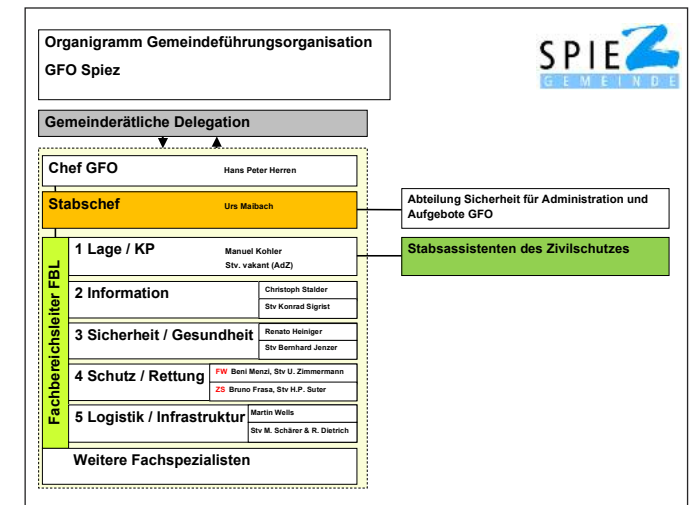 Organigramm Gemeindeführungsorganisation
GFO Spiez
SPIEZ
GEMEINDE
Gemeinderätliche Delegation
Chef GFO Hans Peter Herren
Stabschef Urs Maibach
Abteilung Sicherheit für Administration und
Aufgebote GFO
Fachbereichsleiter FBL
1 Lage / KP Manuel Kohler
Stv. vakant (AdZ)
Stabsassistenten des Zivilschutzes
2 Information Christoph Stalder
Stv Konrad Sigrist
3 Sicherheit / Gesundheit Renato Heiniger
Stv Bernhard Jenzer
4 Schutz / Rettung FW Beni Menzi, Stv U. Zimmermann
ZS Bruno Frasa, Stv H.P. Suter
5 Logistik / Infrastruktur Martin Wells
Stv M. Schärer & R. Dietrich
Weitere Fachspezialisten